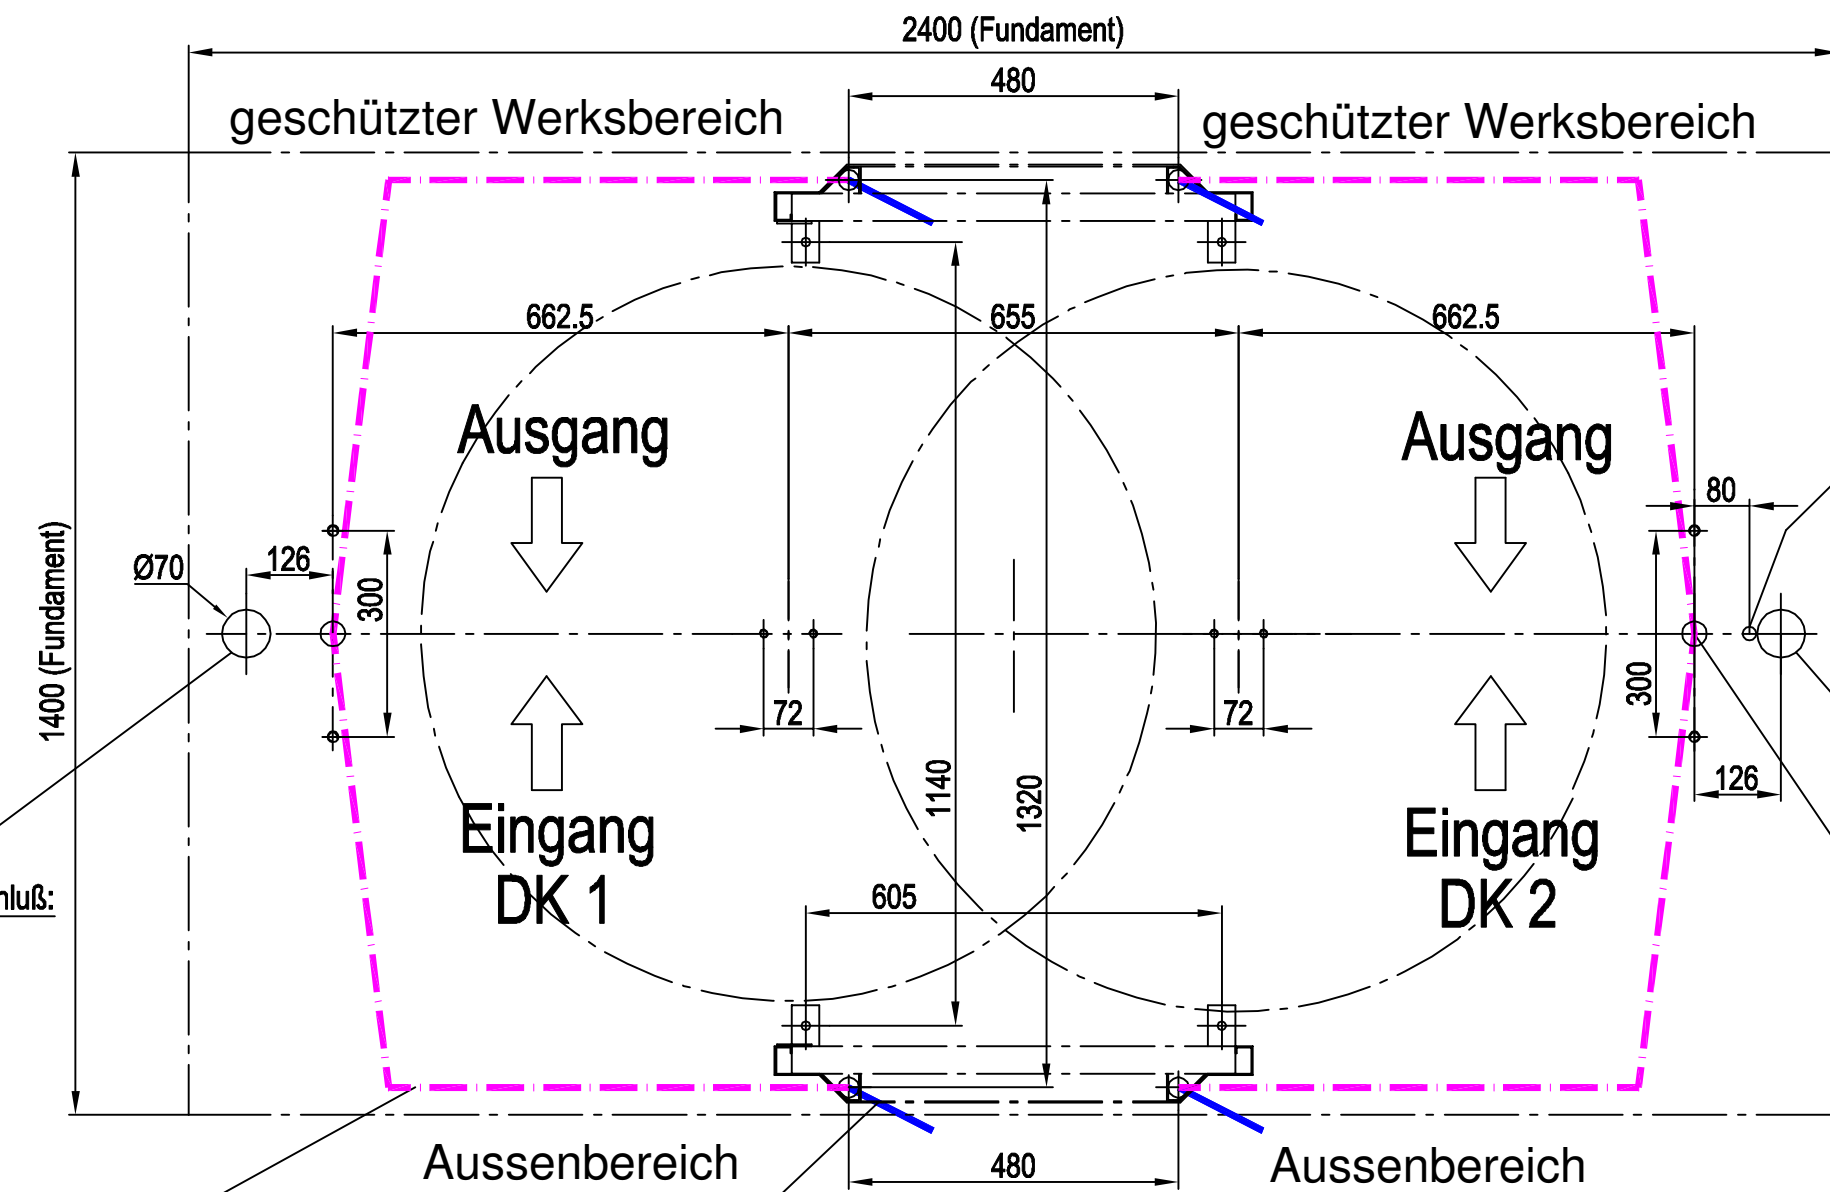 2400 (Fundament)
480
geschützter Werksbereich
geschützter Werksbereich
662.5
655
662.5
Ausgang
Ausgang
80
1400 (Fundament)
Ø70
126
300
300
72
72
126
1140
1320
Eingang
DK 1
Eingang
DK 2
605
Aussenbereich
480
Aussenbereich